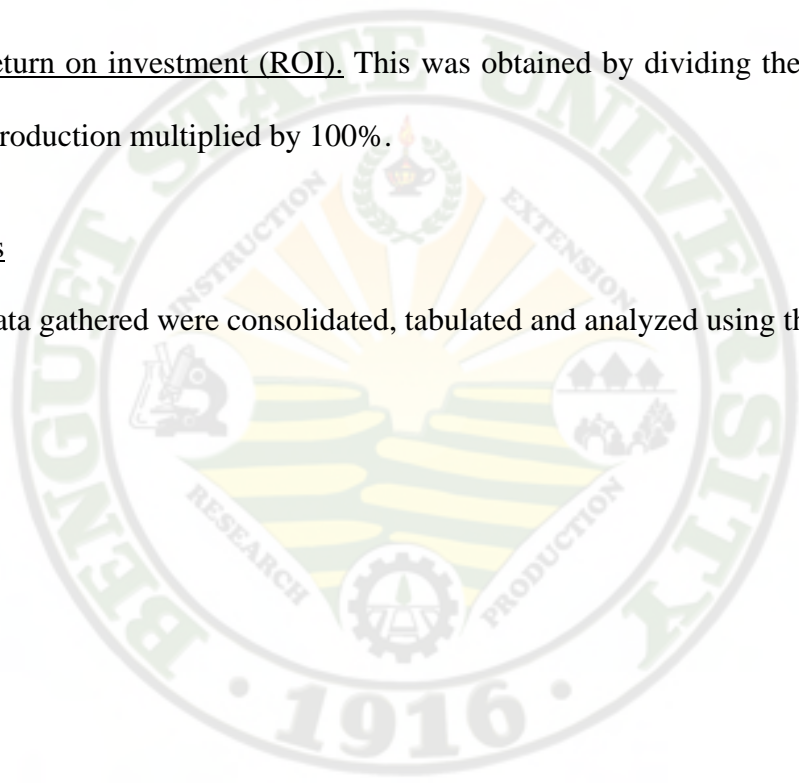 eturn on investment (ROI). This was obtained by dividing the
roduction multiplied by 100%.
s
ata gathered were consolidated, tabulated and analyzed using th
BENGUET STATE UNIVERSITY
INSTRUCTION
EXTENSION
RESEARCH
PRODUCTION
1916